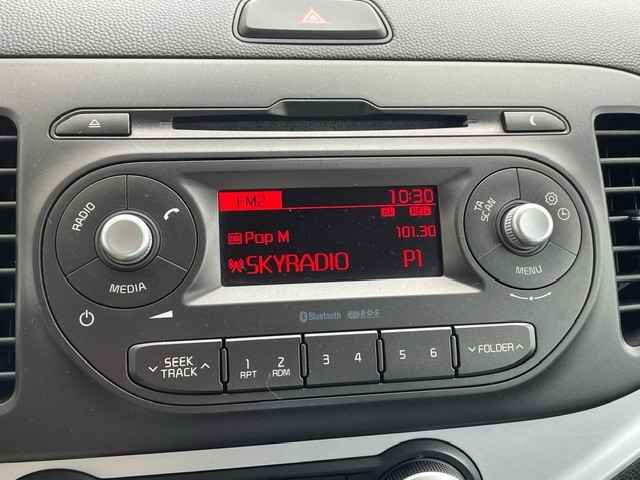 FM2 10:30
Pop M 101.30
SKYRADIO P1
RADIO
MEDIA
TA
SCAN
MENU
Bluetooth R·D·S
SEEK
TRACK
1
RPT
2
RDM
3 4
5 6
FOLDER